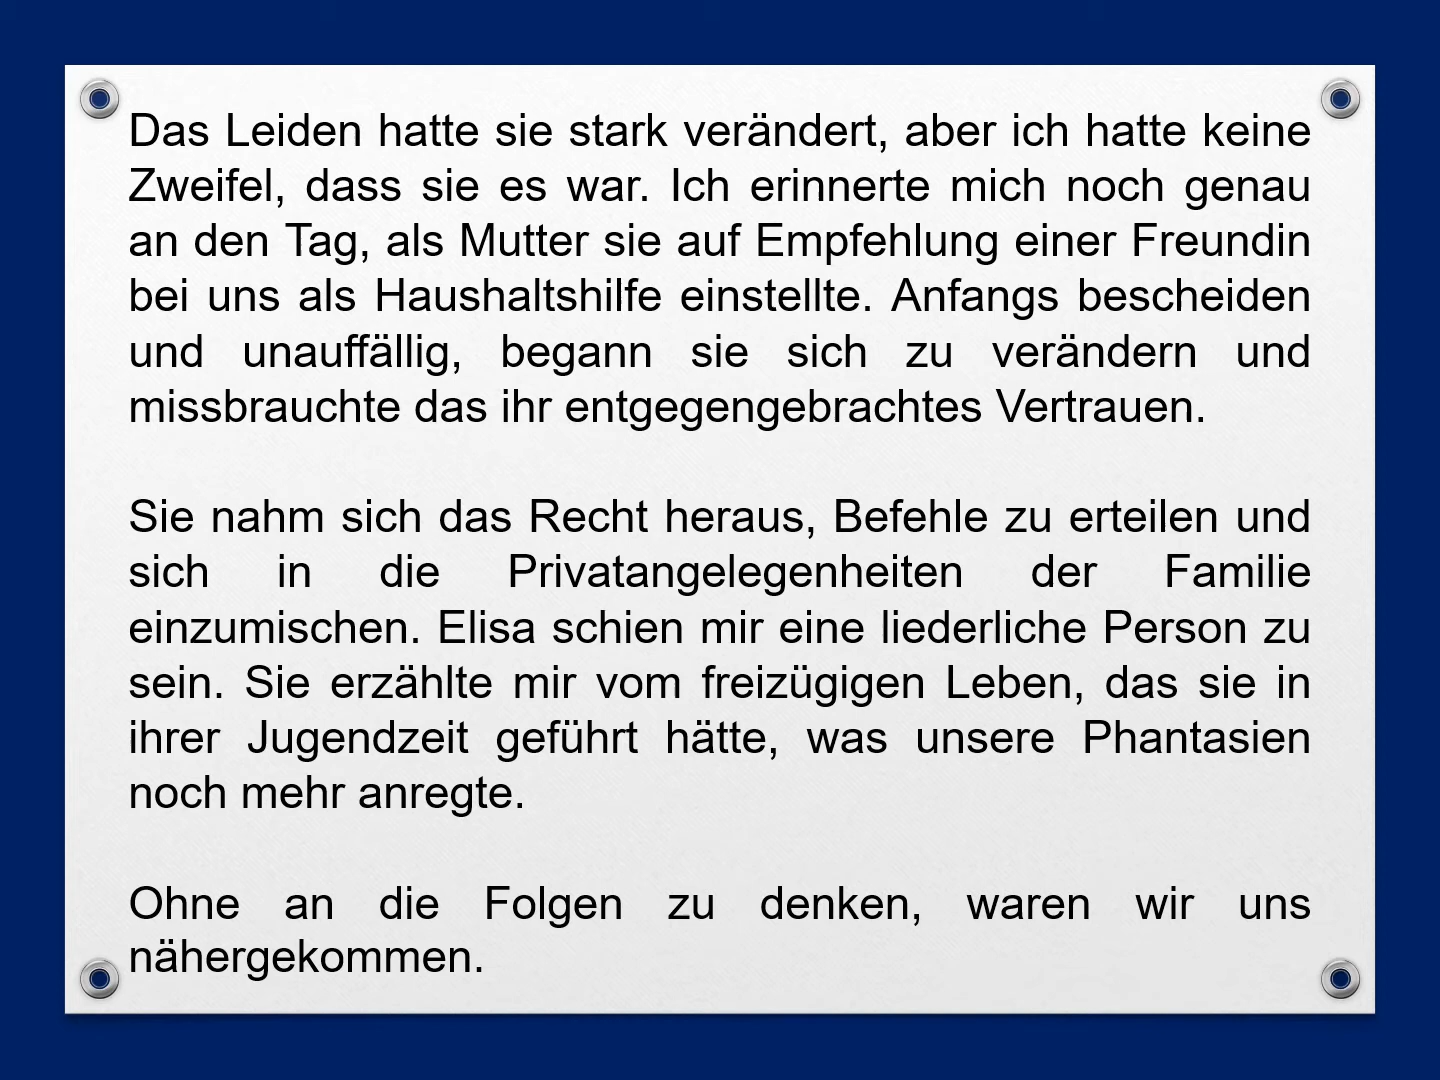 Das Leiden hatte sie stark verändert, aber ich hatte keine
Zweifel, dass sie es war. Ich erinnerte mich noch genau
an den Tag, als Mutter sie auf Empfehlung einer Freundin
bei uns als Haushaltshilfe einstellte. Anfangs bescheiden
und unauffällig, begann sie sich zu verändern und
missbrauchte das ihr entgegengebrachtes Vertrauen.
Sie nahm sich das Recht heraus, Befehle zu erteilen und
sich in die Privatangelegenheiten der Familie
einzumischen. Elisa schien mir eine liederliche Person zu
sein. Sie erzählte mir vom freizügigen Leben, das sie in
ihrer Jugendzeit geführt hätte, was unsere Phantasien
noch mehr anregte.
Ohne an die Folgen zu denken, waren wir uns
nähergekommen.